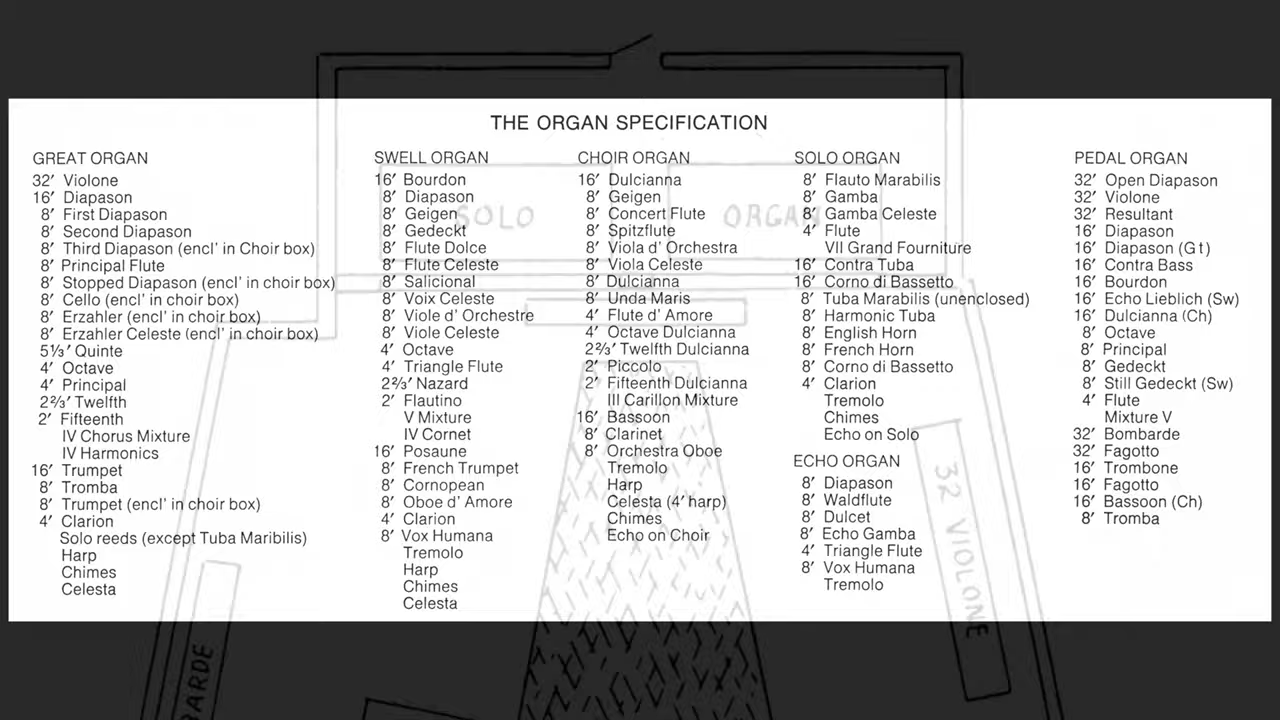 THE ORGAN SPECIFICATION
GREAT ORGAN
32′ Violone
16′ Diapason
8′ First Diapason
8′ Second Diapason
8′ Third Diapason (encl' in Choir box)
8′ Principal Flute
8′ Stopped Diapason (encl' in choir box)
8′ Cello (encl' in choir box)
8′ Erzahler (encl' in choir box)
8′ Erzahler Celeste (encl' in choir box)
5⅓′ Quinte
4′ Octave
4′ Principal
2⅔′ Twelfth
2′ Fifteenth
IV Chorus Mixture
IV Harmonics
16′ Trumpet
8′ Tromba
8′ Trumpet (encl' in choir box)
4′ Clarion
Solo reeds (except Tuba Maribilis)
Harp
Chimes
Celesta
SWELL ORGAN
16′ Bourdon
8′ Diapason
8′ Geigen
8′ Gedeckt
8′ Flute Dolce
8′ Flute Celeste
8′ Salicional
8′ Voix Celeste
8′ Viole d' Orchestre
8′ Viole Celeste
4′ Octave
4′ Triangle Flute
2⅔′ Nazard
2′ Flautino
V Mixture
IV Cornet
16′ Posaune
8′ French Trumpet
8′ Cornopean
8′ Oboe d' Amore
4′ Clarion
8′ Vox Humana
Tremolo
Harp
Chimes
Celesta
CHOIR ORGAN
16′ Dulcianna
8′ Geigen
8′ Concert Flute
8′ Spitzflute
8′ Viola d' Orchestra
8′ Viola Celeste
8′ Dulcianna
8′ Unda Maris
4′ Flute d' Amore
4′ Octave Dulcianna
2⅔′ Twelfth Dulcianna
2′ Piccolo
2′ Fifteenth Dulcianna
III Carillon Mixture
16′ Bassoon
8′ Clarinet
8′ Orchestra Oboe
Tremolo
Harp
Celesta (4′ harp)
Chimes
Echo on Choir
SOLO ORGAN
8′ Flauto Marabilis
8′ Gamba
8′ Gamba Celeste
4′ Flute
VII Grand Fourniture
16′ Contra Tuba
16′ Corno di Bassetto
8′ Tuba Marabilis (unenclosed)
8′ Harmonic Tuba
8′ English Horn
8′ French Horn
8′ Corno di Bassetto
4′ Clarion
Tremolo
Chimes
Echo on Solo
ECHO ORGAN
8′ Diapason
8′ Waldflute
8′ Dulcet
8′ Echo Gamba
4′ Triangle Flute
8′ Vox Humana
Tremolo
PEDAL ORGAN
32′ Open Diapason
32′ Violone
32′ Resultant
16′ Diapason
16′ Diapason (Gt)
16′ Contra Bass
16′ Bourdon
16′ Echo Lieblich (Sw)
16′ Dulcianna (Ch)
8′ Octave
8′ Principal
8′ Gedeckt
8′ Still Gedeckt (Sw)
4′ Flute
Mixture V
32′ Bombarde
32′ Fagotto
16′ Trombone
16′ Fagotto
16′ Bassoon (Ch)
8′ Tromba
SOLO ORGAN
32 VIOLONE